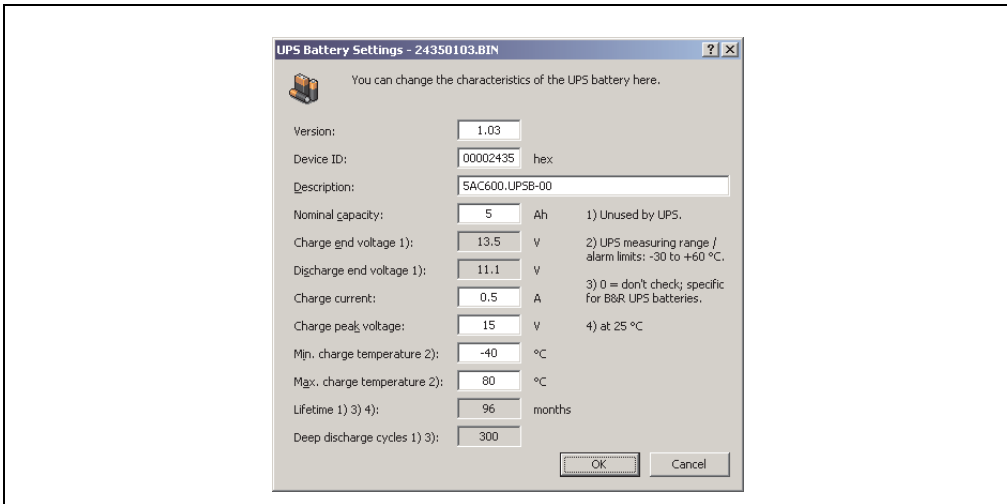 UPS Battery Settings - 24350103.BIN
You can change the characteristics of the UPS battery here.
Version: 1.03
Device ID: 00002435 hex
Description: 5AC600.UPSB-00
Nominal capacity: 5 Ah
1) Unused by UPS.
Charge end voltage 1): 13.5 V
2) UPS measuring range /
alarm limits: -30 to +60 °C.
Discharge end voltage 1): 11.1 V
3) 0 = don't check; specific
for B&R UPS batteries.
Charge current: 0.5 A
Charge peak voltage: 15 V
4) at 25 °C
Min. charge temperature 2): -40 °C
Max. charge temperature 2): 80 °C
Lifetime 1) 3) 4): 96 months
Deep discharge cycles 1) 3): 300
OK
Cancel